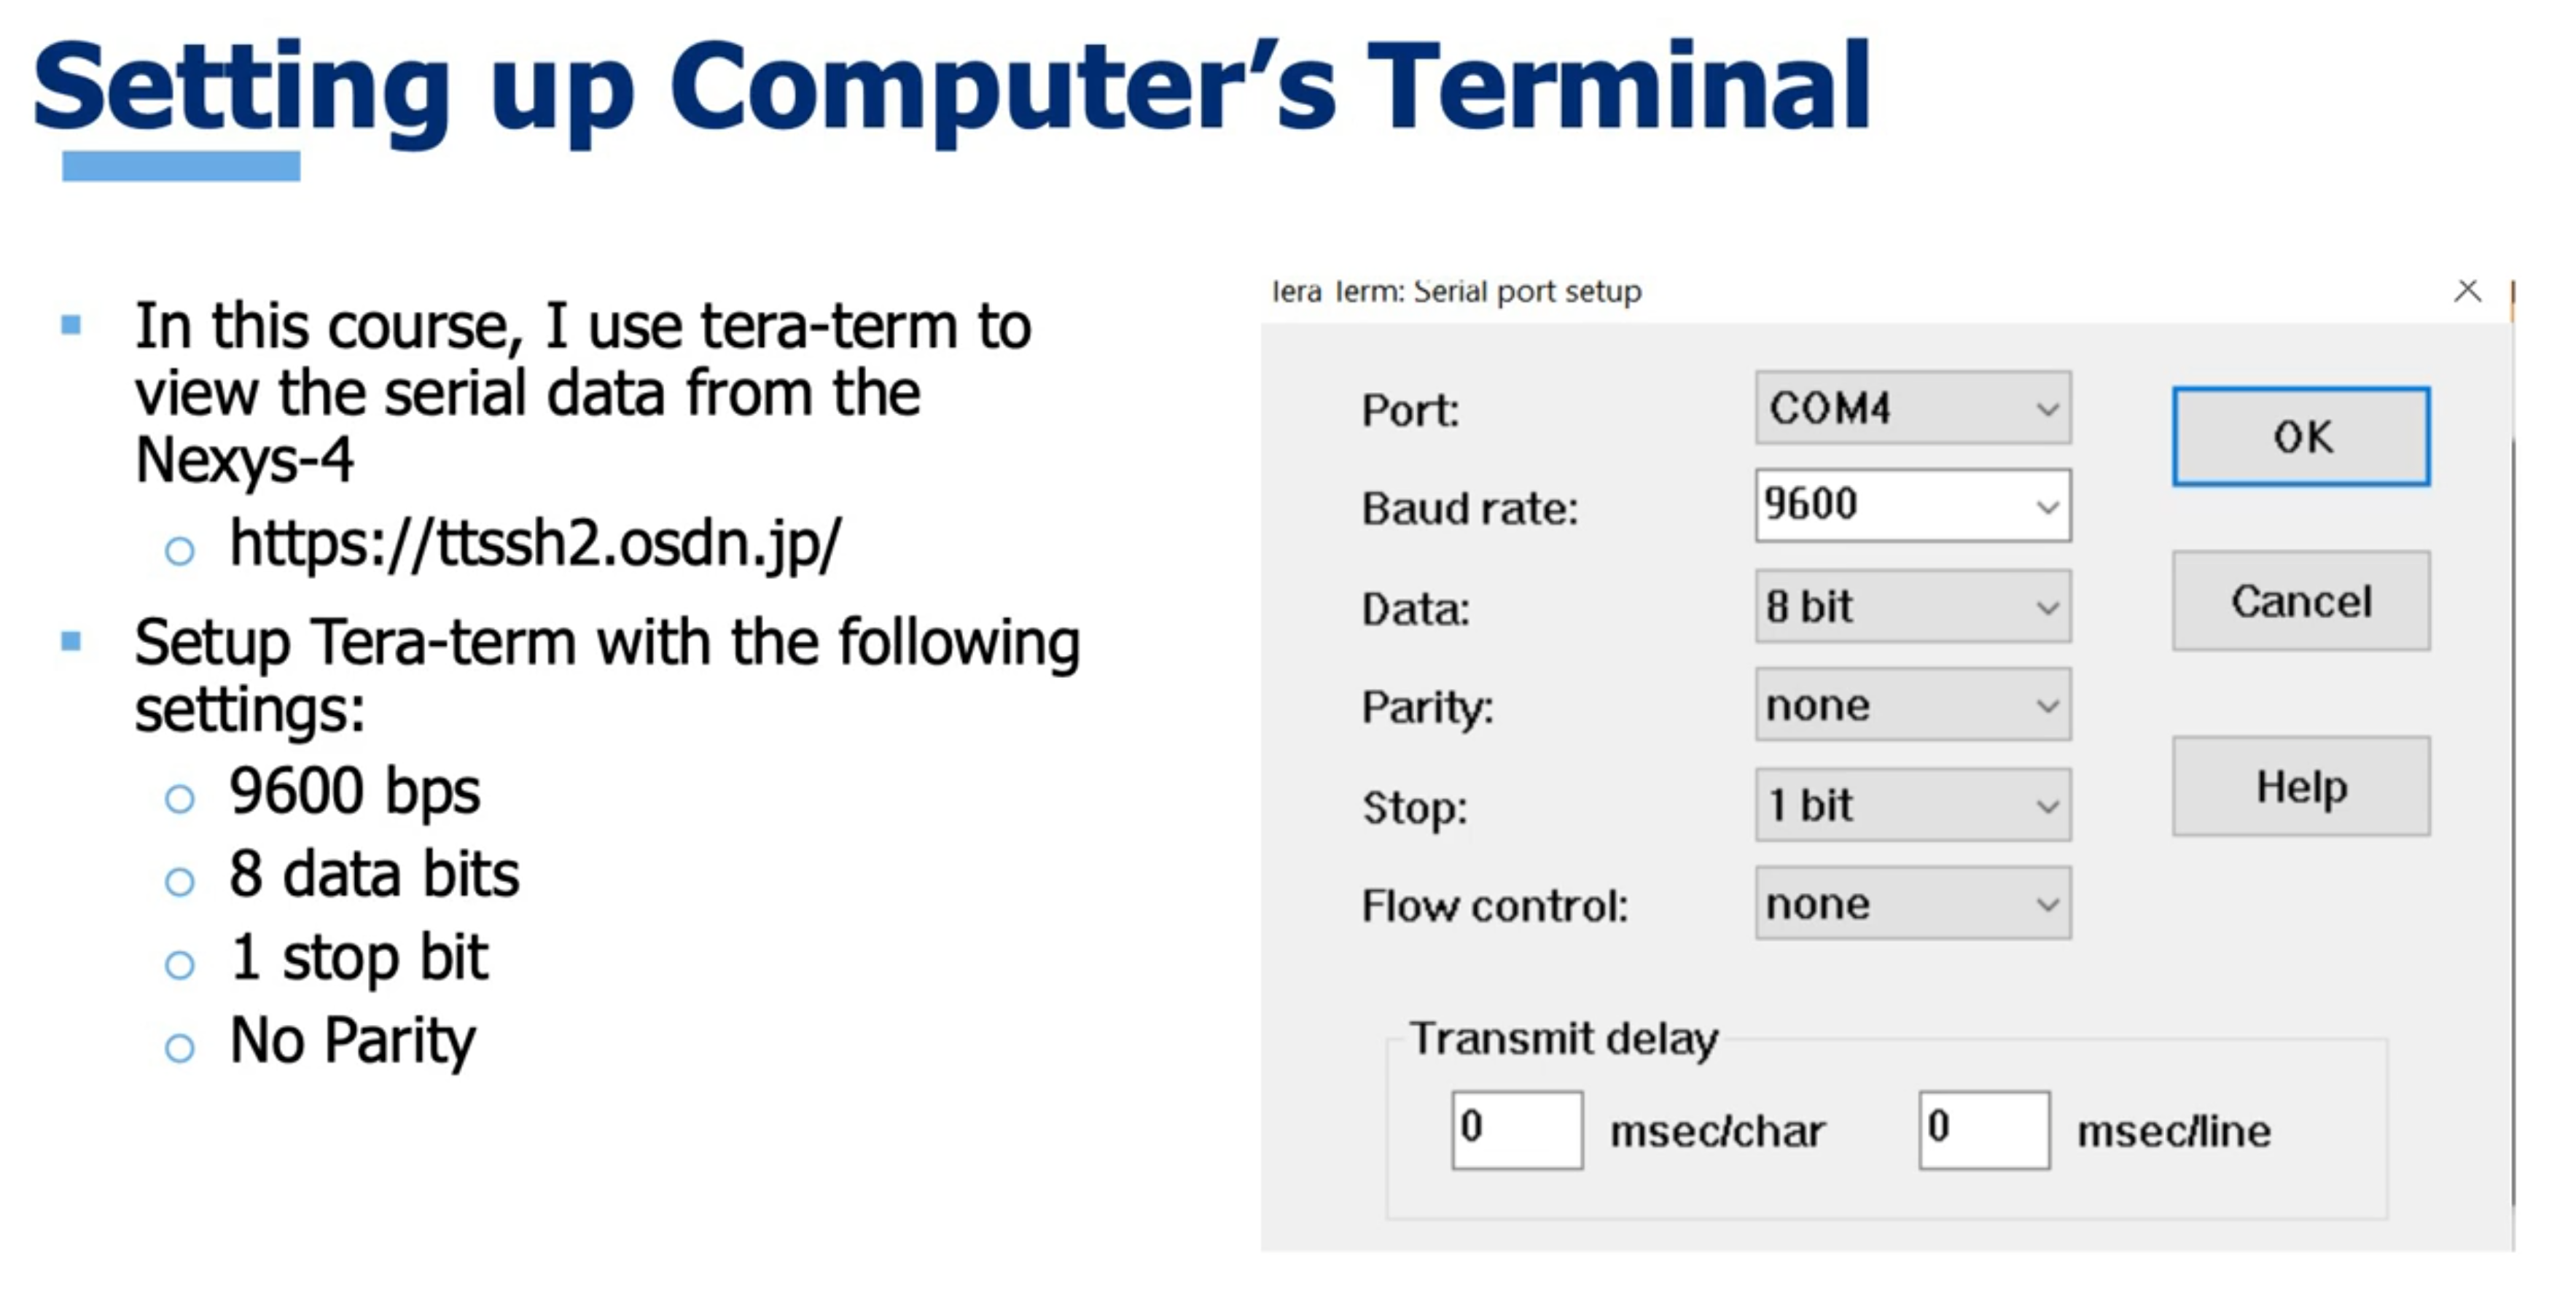 Setting up Computer’s Terminal
In this course, I use tera-term to
view the serial data from the
Nexys-4
https://ttssh2.osdn.jp/
Setup Tera-term with the following
settings:
9600 bps
8 data bits
1 stop bit
No Parity
Tera Term: Serial port setup
Port: COM4
OK
Baud rate: 9600
Data: 8 bit
Cancel
Parity: none
Stop: 1 bit
Help
Flow control: none
Transmit delay
0 msec/char 0 msec/line